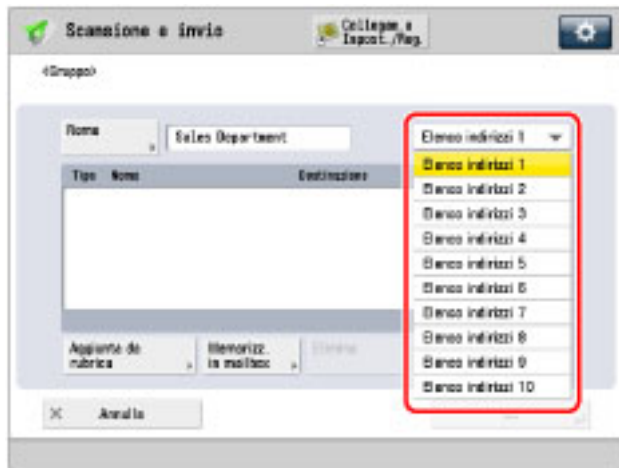 Scansione e invio
Collegam. a
Impost./Reg.
<Gruppo>
Nome
Sales Department
Elenco indirizzi 1
Tipo Nome Destinazione
Elenco indirizzi 1
Elenco indirizzi 2
Elenco indirizzi 3
Elenco indirizzi 4
Elenco indirizzi 5
Elenco indirizzi 6
Elenco indirizzi 7
Elenco indirizzi 8
Elenco indirizzi 9
Elenco indirizzi 10
Aggiunta da
rubrica
Memorizz.
in mailbox
Elimina
Annulla